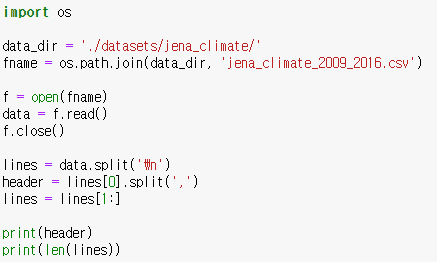 import os
data_dir = './datasets/jena_climate/'
fname = os.path.join(data_dir, 'jena_climate_2009_2016.csv')
f = open(fname)
data = f.read()
f.close()
lines = data.split('₩n')
header = lines[0].split(',')
lines = lines[1:]
print(header)
print(len(lines))